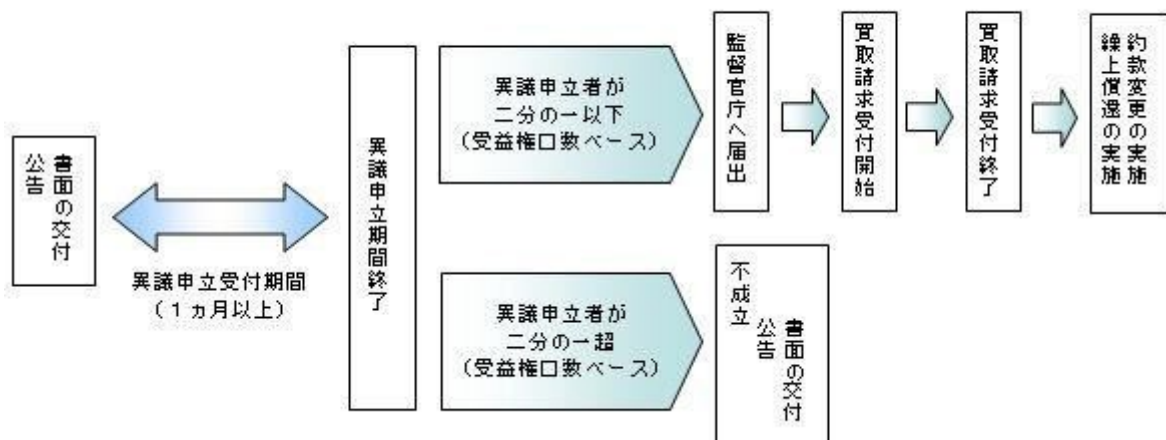 公告
書面の交付
異議申立受付期間
(1ヵ月以上)
異議申立期間終了
異議申立者が
二分の一以下
(受益権口数ベース)
監督官庁へ届出
買取請求受付開始
買取請求受付終了
約款変更の実施
繰上償還の実施
異議申立者が
二分の一超
(受益権口数ベース)
不成立
公告
書面の交付